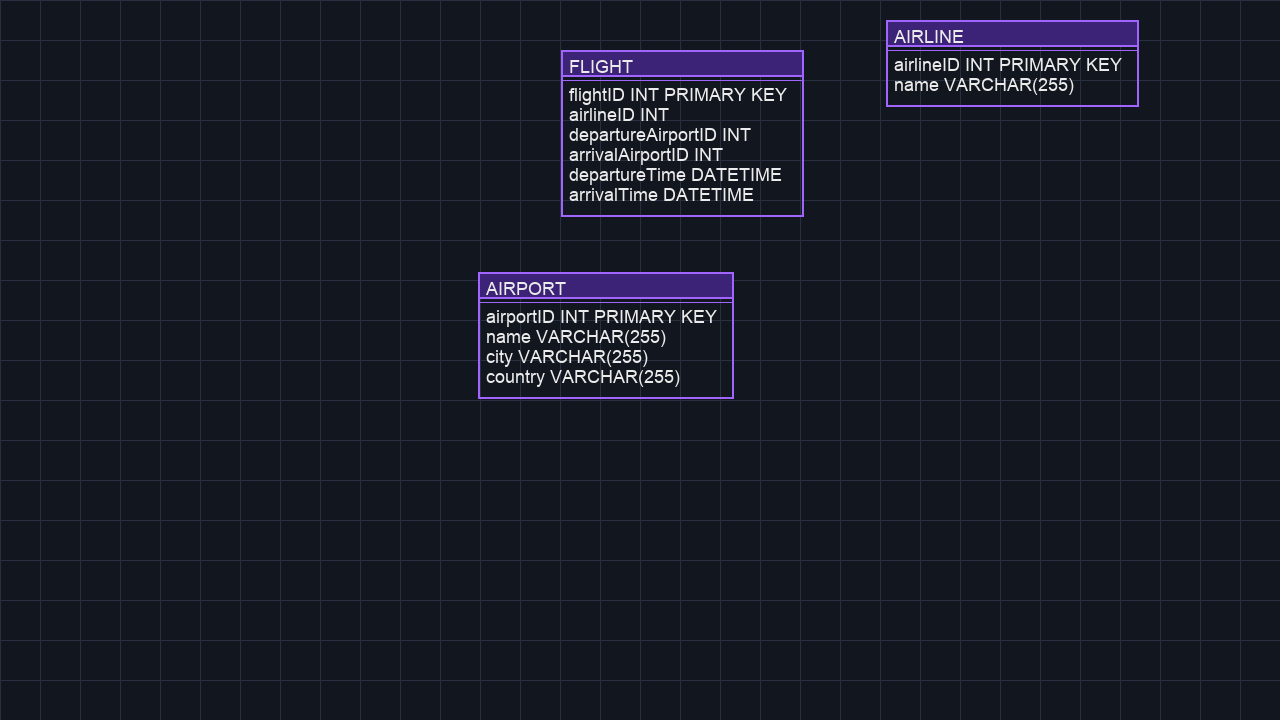 AIRLINE
airlineID INT PRIMARY KEY
name VARCHAR(255)
FLIGHT
flightID INT PRIMARY KEY
airlineID INT
departureAirportID INT
arrivalAirportID INT
departureTime DATETIME
arrivalTime DATETIME
AIRPORT
airportID INT PRIMARY KEY
name VARCHAR(255)
city VARCHAR(255)
country VARCHAR(255)